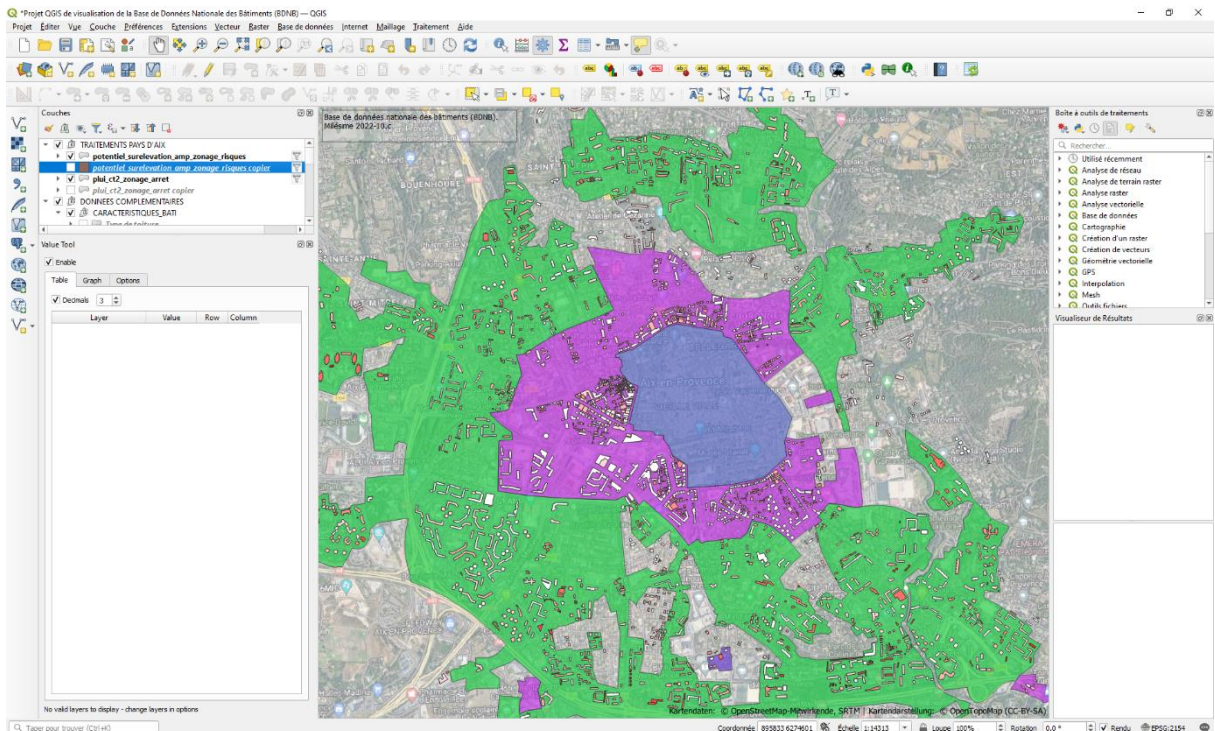 *Projet QGIS de visualisation de la Base de Données Nationale des Bâtiments (BDNB) — QGIS
Projet Éditer Vue Couche Préférences Extensions Vecteur Raster Base de données Internet Maillage Traitement Aide
Couches
TRAITEMENTS PAYS D'AIX
potentiel_surelevation_amp_zonage_risques
potentiel_surelevation_amp_zonage_risques copier
plui_ct2_zonage_arret
plui_ct2_zonage_arret copier
DONNEES COMPLEMENTAIRES
CARACTERISTIQUES_BATI
Type de toiture
Value Tool
Enable
Table Graph Options
Decimals 3
Layer Value Row Column
No valid layers to display - change layers in options
Base de données nationale des bâtiments (BDNB).
Millésime 2022-10.c
BOUENHOURE
Aix-en-Provence
Kartendaten: © OpenStreetMap-Mitwirkende, SRTM | Kartendarstellung: © OpenTopoMap (CC-BY-SA)
Boîte à outils de traitements
Rechercher...
Utilisé récemment
Analyse de réseau
Analyse de terrain raster
Analyse raster
Analyse vectorielle
Base de données
Cartographie
Création d'un raster
Création de vecteurs
Géométrie vectorielle
GPS
Interpolation
Mesh
Outils fichiers
Visualiseur de Résultats
Taper pour trouver (Ctrl+K)
Coordonnée 895833 6274601 Échelle 1:14313 Loupe 100% Rotation 0.0 ° Rendu EPSG:2154